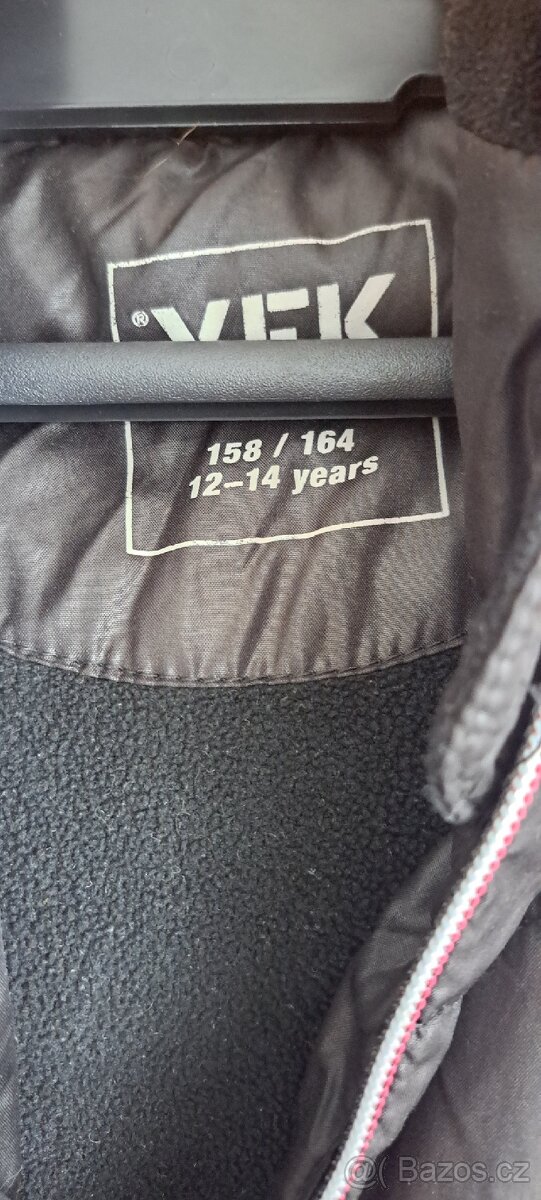 ® YFK
158 / 164
12–14 years
Bazos.cz